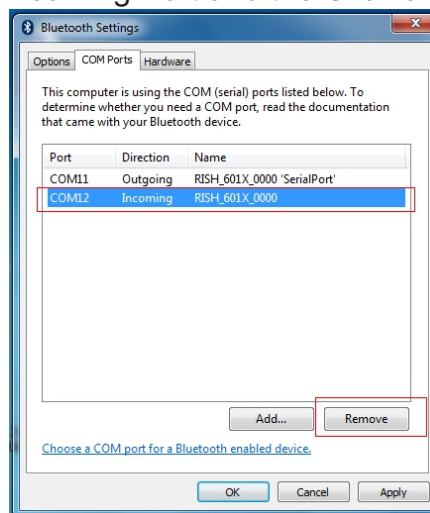 Bluetooth Settings
Options COM Ports Hardware
This computer is using the COM (serial) ports listed below. To
determine whether you need a COM port, read the documentation
that came with your Bluetooth device.
Port Direction Name
COM11 Outgoing RISH_601X_0000 'SerialPort'
COM12 Incoming RISH_601X_0000
Add... Remove
Choose a COM port for a Bluetooth enabled device.
OK Cancel Apply